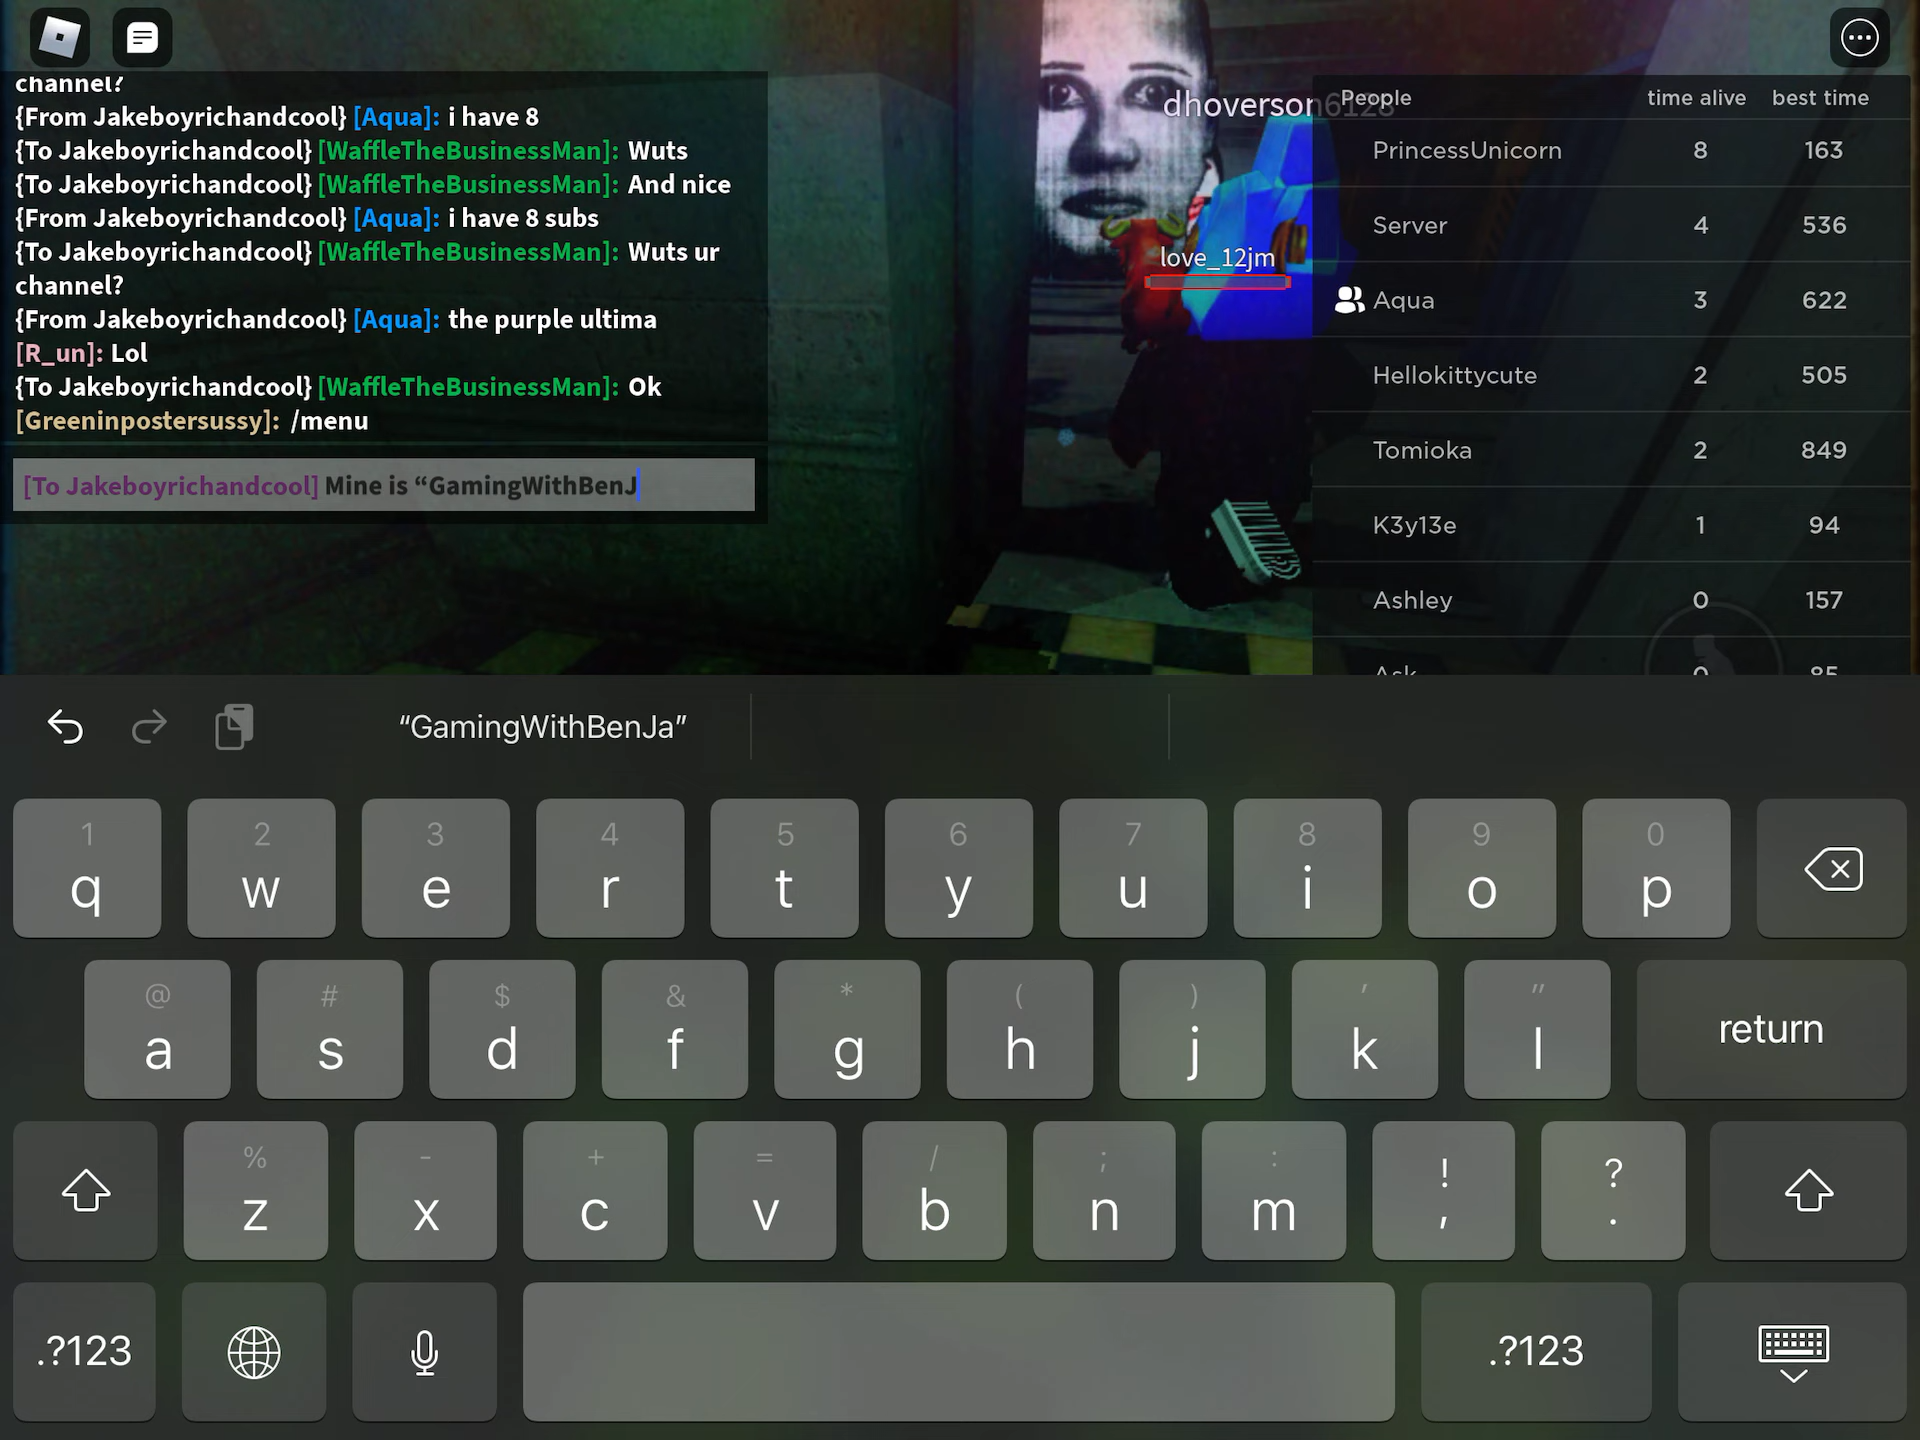 channel?
{From Jakeboyrichandcool} [Aqua]: i have 8
{To Jakeboyrichandcool} [WaffleTheBusinessMan]: Wuts
{To Jakeboyrichandcool} [WaffleTheBusinessMan]: And nice
{From Jakeboyrichandcool} [Aqua]: i have 8 subs
{To Jakeboyrichandcool} [WaffleTheBusinessMan]: Wuts ur
channel?
{From Jakeboyrichandcool} [Aqua]: the purple ultima
[R_un]: Lol
{To Jakeboyrichandcool} [WaffleTheBusinessMan]: Ok
[Greeninpostersussy]: /menu
[To Jakeboyrichandcool] Mine is “GamingWithBenJ
dhoverson6128
love_12jm
People time alive best time
PrincessUnicorn 8 163
Server 4 536
Aqua 3 622
Hellokittycute 2 505
Tomioka 2 849
K3y13e 1 94
Ashley 0 157
Ask 0 85
“GamingWithBenJa”
1 2 3 4 5 6 7 8 9 0
q w e r t y u i o p
@ # $ & * ( ) ' "
a s d f g h j k l return
% - + = / ; : ! ?
z x c v b n m , .
.?123 .?123